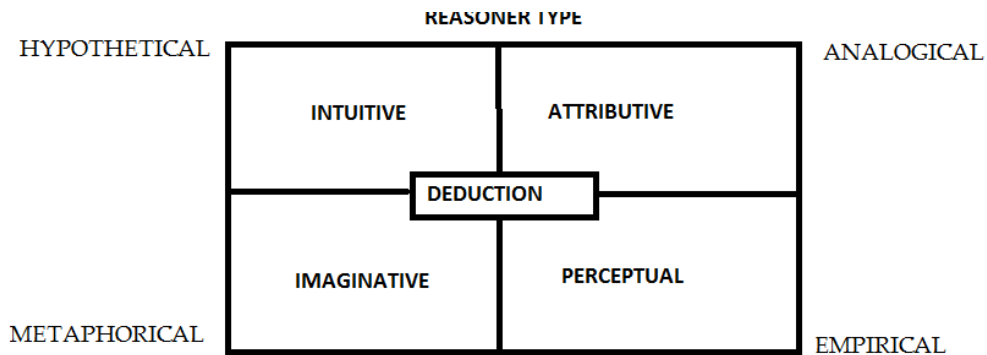 REASONER TYPE
HYPOTHETICAL
ANALOGICAL
INTUITIVE
ATTRIBUTIVE
DEDUCTION
IMAGINATIVE
PERCEPTUAL
METAPHORICAL
EMPIRICAL